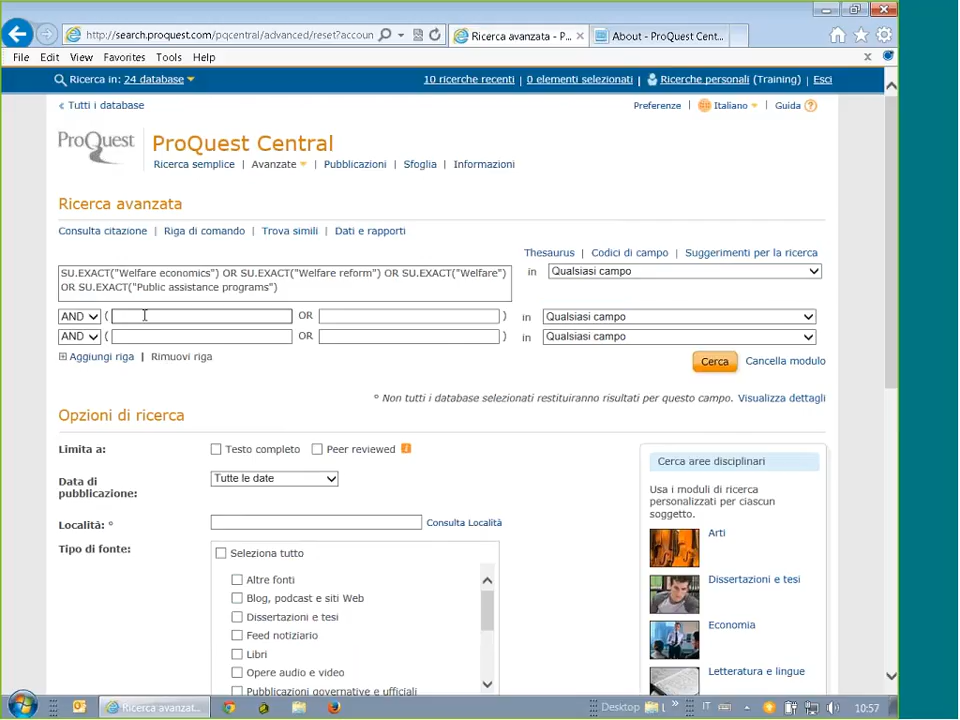 http://search.proquest.com/pqcentral/advanced/reset?accoun
Ricerca avanzata - P...
About - ProQuest Cent...
File Edit View Favorites Tools Help
Ricerca in: 24 database
10 ricerche recenti | 0 elementi selezionati | Ricerche personali (Training) | Esci
« Tutti i database
Preferenze | Italiano | Guida ?
ProQuest
ProQuest Central
Ricerca semplice | Avanzate | Pubblicazioni | Sfoglia | Informazioni
Ricerca avanzata
Consulta citazione | Riga di comando | Trova simili | Dati e rapporti
Thesaurus | Codici di campo | Suggerimenti per la ricerca
SU.EXACT("Welfare economics") OR SU.EXACT("Welfare reform") OR SU.EXACT("Welfare")
OR SU.EXACT("Public assistance programs")
in Qualsiasi campo
AND ( OR ) in Qualsiasi campo
AND ( OR ) in Qualsiasi campo
Aggiungi riga | Rimuovi riga
Cerca Cancella modulo
° Non tutti i database selezionati restituiranno risultati per questo campo. Visualizza dettagli
Opzioni di ricerca
Limita a: Testo completo Peer reviewed
Data di
pubblicazione:
Tutte le date
Località: ° Consulta Località
Tipo di fonte: Seleziona tutto
Altre fonti
Blog, podcast e siti Web
Dissertazioni e tesi
Feed notiziario
Libri
Opere audio e video
Pubblicazioni governative e ufficiali
Cerca aree disciplinari
Usa i moduli di ricerca
personalizzati per ciascun
soggetto.
Arti
Dissertazioni e tesi
Economia
Letteratura e lingue
Ricerca avanzat...
Desktop L » IT 10:57